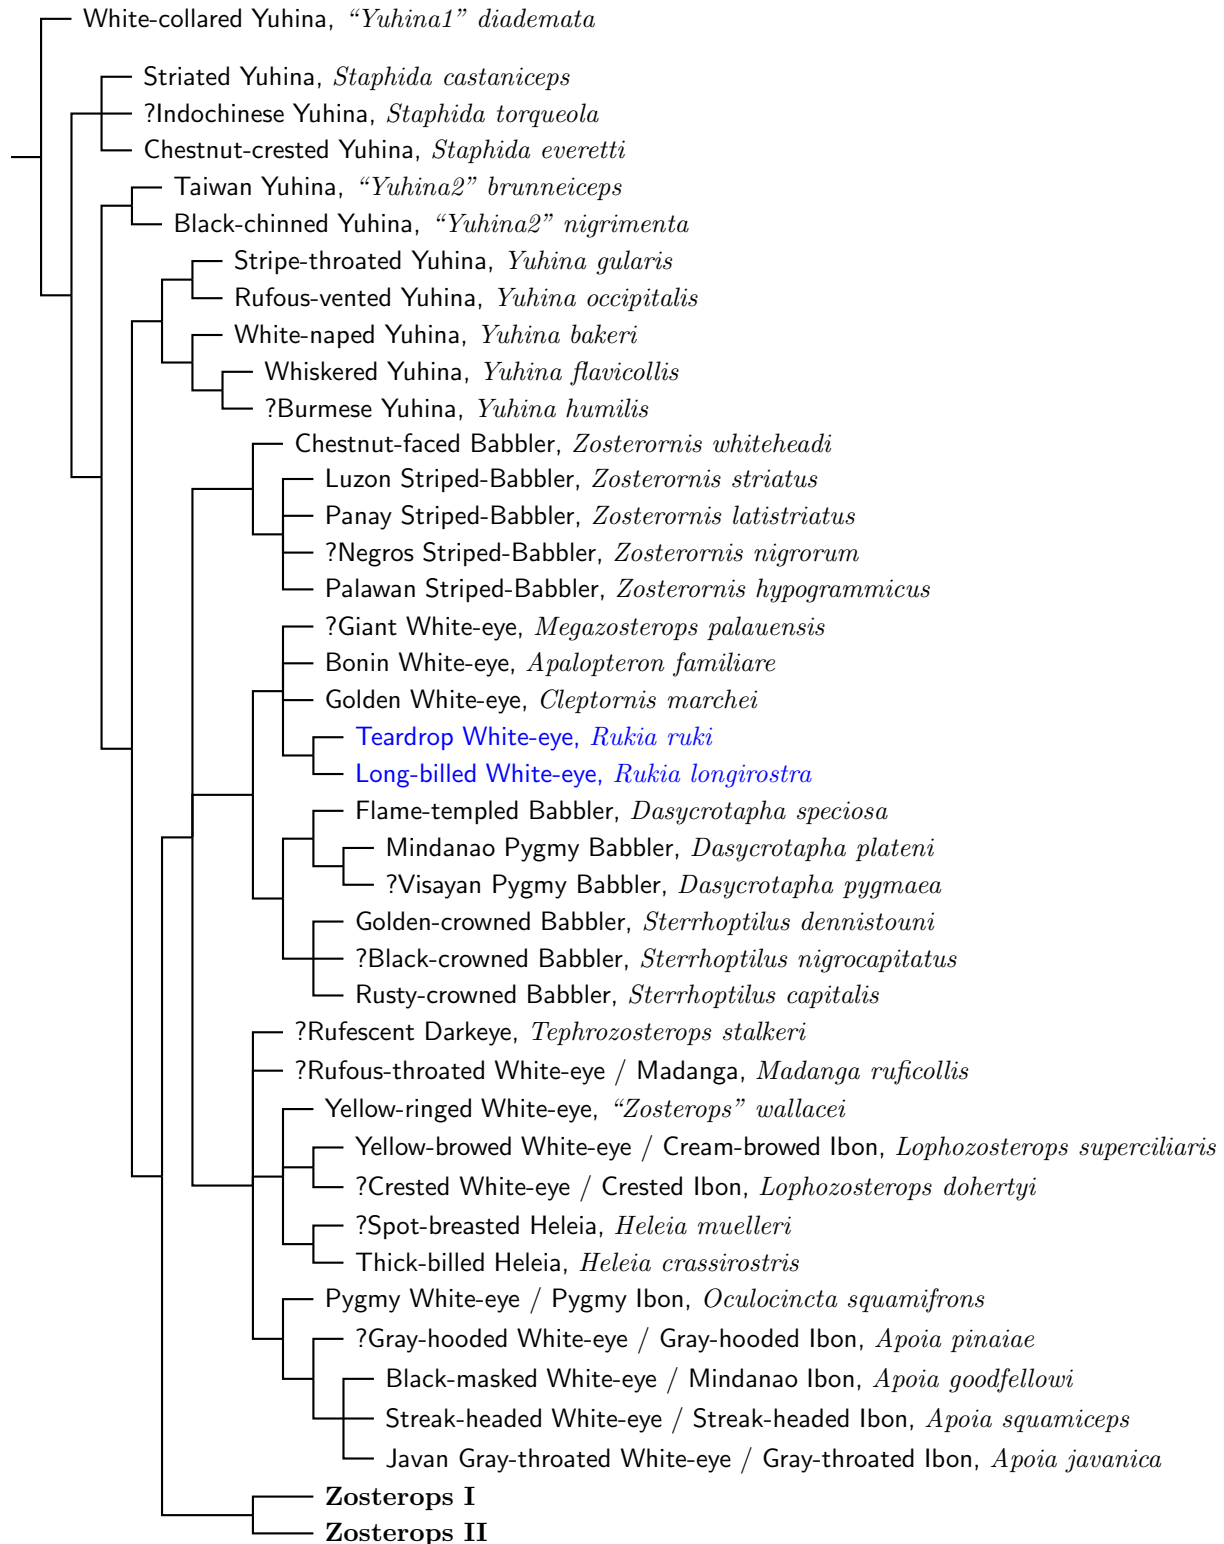 White-collared Yuhina, “Yuhina1” diademata
Striated Yuhina, Staphida castaniceps
?Indochinese Yuhina, Staphida torqueola
Chestnut-crested Yuhina, Staphida everetti
Taiwan Yuhina, “Yuhina2” brunneiceps
Black-chinned Yuhina, “Yuhina2” nigrimenta
Stripe-throated Yuhina, Yuhina gularis
Rufous-vented Yuhina, Yuhina occipitalis
White-naped Yuhina, Yuhina bakeri
Whiskered Yuhina, Yuhina flavicollis
?Burmese Yuhina, Yuhina humilis
Chestnut-faced Babbler, Zosterornis whiteheadi
Luzon Striped-Babbler, Zosterornis striatus
Panay Striped-Babbler, Zosterornis latistriatus
?Negros Striped-Babbler, Zosterornis nigrorum
Palawan Striped-Babbler, Zosterornis hypogrammicus
?Giant White-eye, Megazosterops palauensis
Bonin White-eye, Apalopteron familiare
Golden White-eye, Cleptornis marchei
Teardrop White-eye, Rukia ruki
Long-billed White-eye, Rukia longirostra
Flame-templed Babbler, Dasycrotapha speciosa
Mindanao Pygmy Babbler, Dasycrotapha plateni
?Visayan Pygmy Babbler, Dasycrotapha pygmaea
Golden-crowned Babbler, Sterrhoptilus dennistouni
?Black-crowned Babbler, Sterrhoptilus nigrocapitatus
Rusty-crowned Babbler, Sterrhoptilus capitalis
?Rufescent Darkeye, Tephrozosterops stalkeri
?Rufous-throated White-eye / Madanga, Madanga ruficollis
Yellow-ringed White-eye, “Zosterops” wallacei
Yellow-browed White-eye / Cream-browed Ibon, Lophozosterops superciliaris
?Crested White-eye / Crested Ibon, Lophozosterops dohertyi
?Spot-breasted Heleia, Heleia muelleri
Thick-billed Heleia, Heleia crassirostris
Pygmy White-eye / Pygmy Ibon, Oculocincta squamifrons
?Gray-hooded White-eye / Gray-hooded Ibon, Apoia pinaiae
Black-masked White-eye / Mindanao Ibon, Apoia goodfellowi
Streak-headed White-eye / Streak-headed Ibon, Apoia squamiceps
Javan Gray-throated White-eye / Gray-throated Ibon, Apoia javanica
Zosterops I
Zosterops II